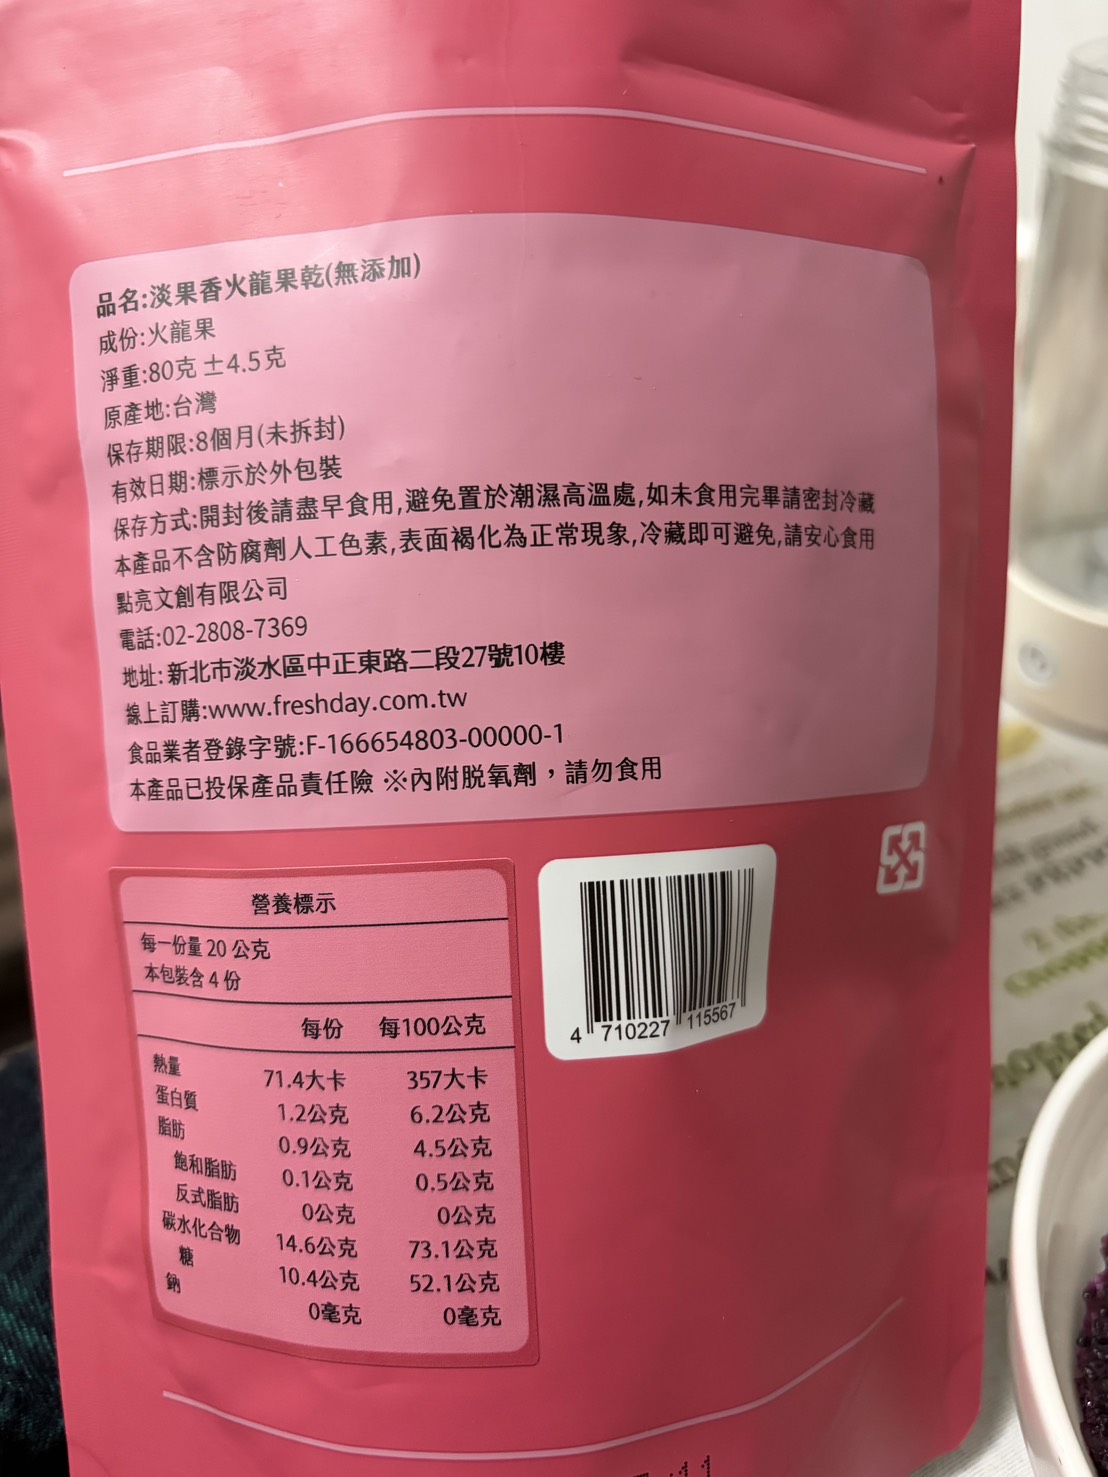 品名:淡果香火龍果乾(無添加)
成份:火龍果
淨重:80克 ±4.5克
原產地:台灣
保存期限:8個月(未拆封)
有效日期:標示於外包裝
保存方式:開封後請盡早食用,避免置於潮濕高溫處,如未食用完畢請密封冷藏
本產品不含防腐劑人工色素,表面褐化為正常現象,冷藏即可避免,請安心食用
點亮文創有限公司
電話:02-2808-7369
地址:新北市淡水區中正東路二段27號10樓
線上訂購:www.freshday.com.tw
食品業者登錄字號:F-166654803-00000-1
本產品已投保產品責任險 ※內附脫氧劑，請勿食用
營養標示
每一份量 20 公克
本包裝含 4 份
每份 每100公克
熱量 71.4大卡 357大卡
蛋白質 1.2公克 6.2公克
脂肪 0.9公克 4.5公克
飽和脂肪 0.1公克 0.5公克
反式脂肪 0公克 0公克
碳水化合物 14.6公克 73.1公克
糖 10.4公克 52.1公克
鈉 0毫克 0毫克
4 710227 115567